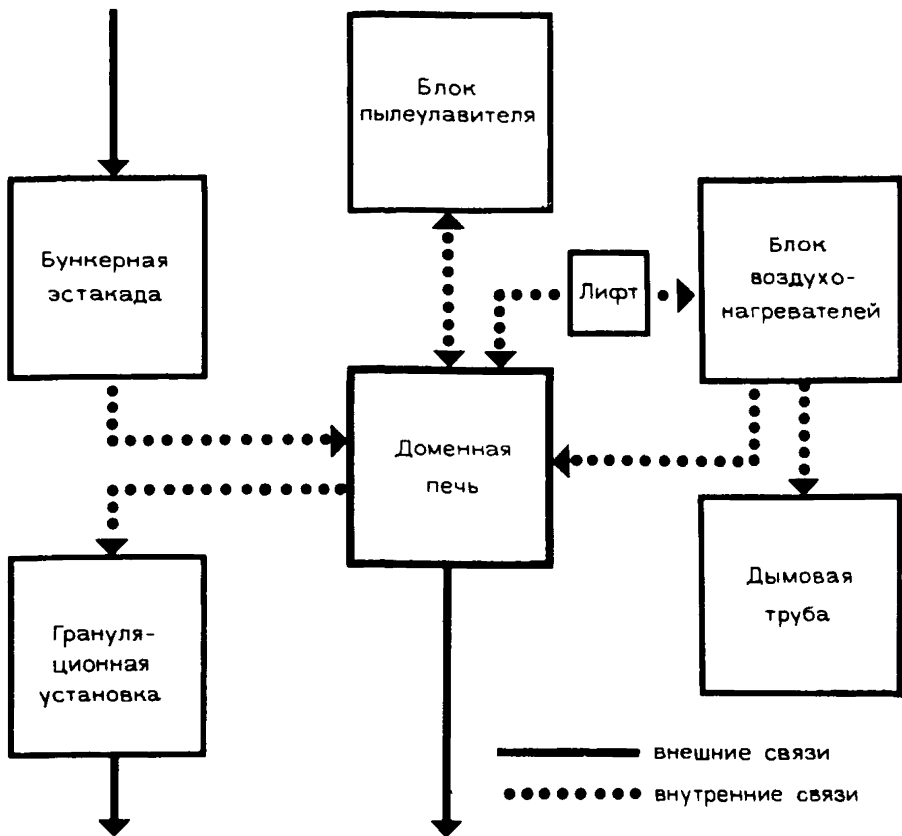 Блок
пылеулавителя
Бункерная
эстакада
Лифт
Блок
воздухо-
нагревателей
Доменная
печь
Грануля-
ционная
установка
Дымовая
труба
внешние связи
внутренние связи